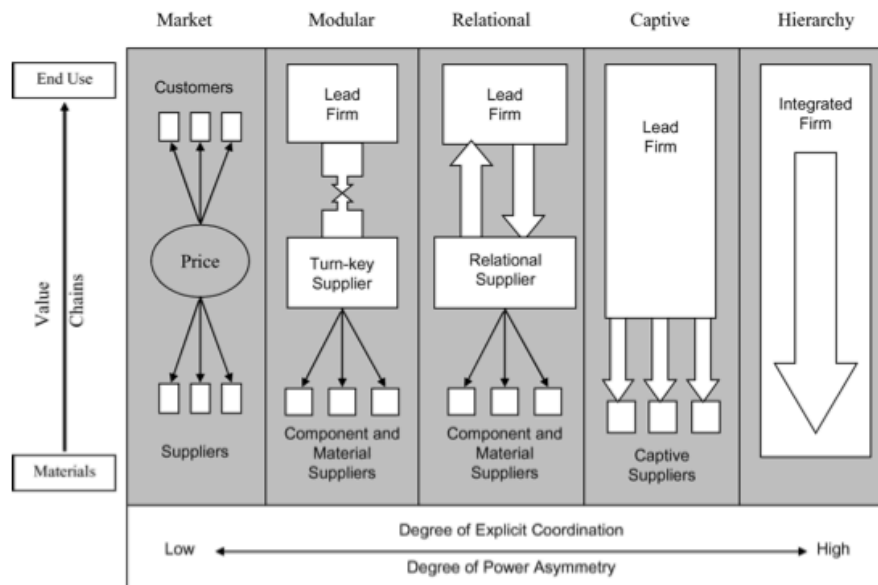 Market Modular Relational Captive Hierarchy
End Use
Value
Chains
Materials
Customers
Price
Suppliers
Lead
Firm
Turn-key
Supplier
Component and
Material
Suppliers
Lead
Firm
Relational
Supplier
Component and
Material
Suppliers
Lead
Firm
Captive
Suppliers
Integrated
Firm
Degree of Explicit Coordination
Low High
Degree of Power Asymmetry